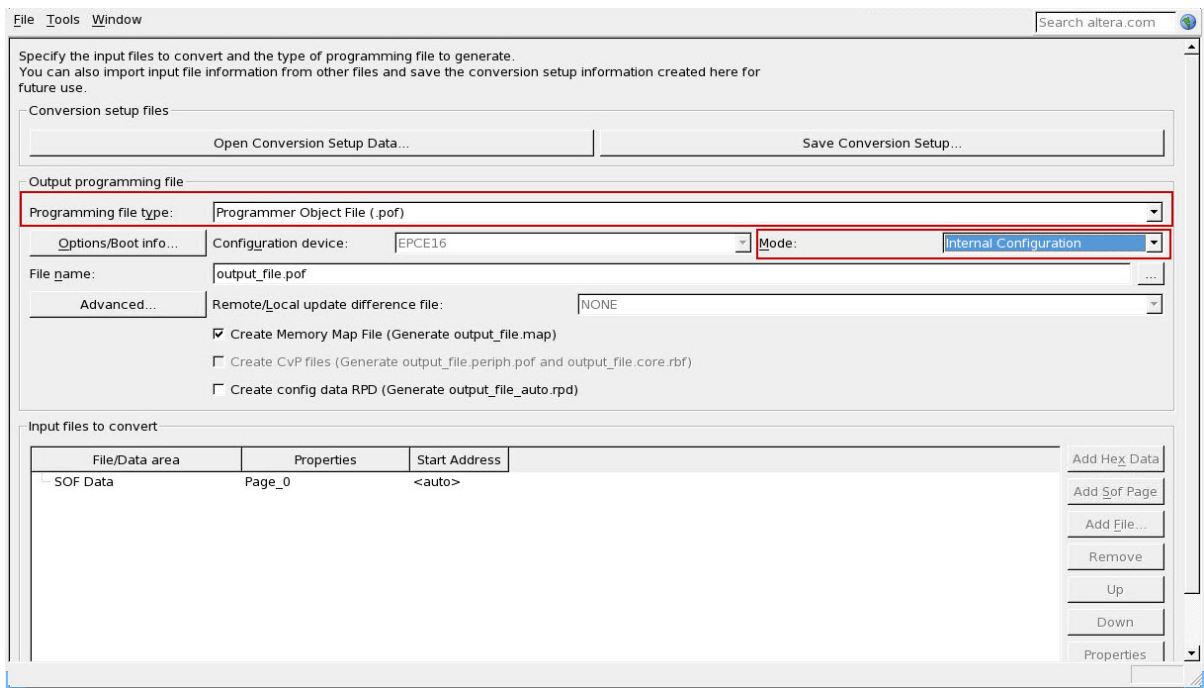 File Tools Window
Search altera.com
Specify the input files to convert and the type of programming file to generate.
You can also import input file information from other files and save the conversion setup information created here for
future use.
Conversion setup files
Open Conversion Setup Data...
Save Conversion Setup...
Output programming file
Programming file type:
Programmer Object File (.pof)
Options/Boot info...
Configuration device:
EPCE16
Mode:
Internal Configuration
File name:
output_file.pof
...
Advanced...
Remote/Local update difference file:
NONE
Create Memory Map File (Generate output_file.map)
Create CvP files (Generate output_file.periph.pof and output_file.core.rbf)
Create config data RPD (Generate output_file_auto.rpd)
Input files to convert
File/Data area
Properties
Start Address
SOF Data
Page_0
<auto>
Add Hex Data
Add Sof Page
Add File...
Remove
Up
Down
Properties